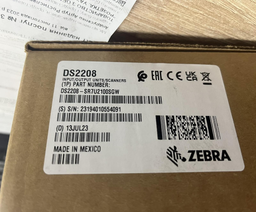 DS2208
INPUT/OUTPUT UNITS/SCANNERS
(1P) PART NUMBER:
DS2208-SR7U2100SGW
(S) S/N: 23194010554091
(D) 13JUL23
MADE IN MEXICO
ZEBRA